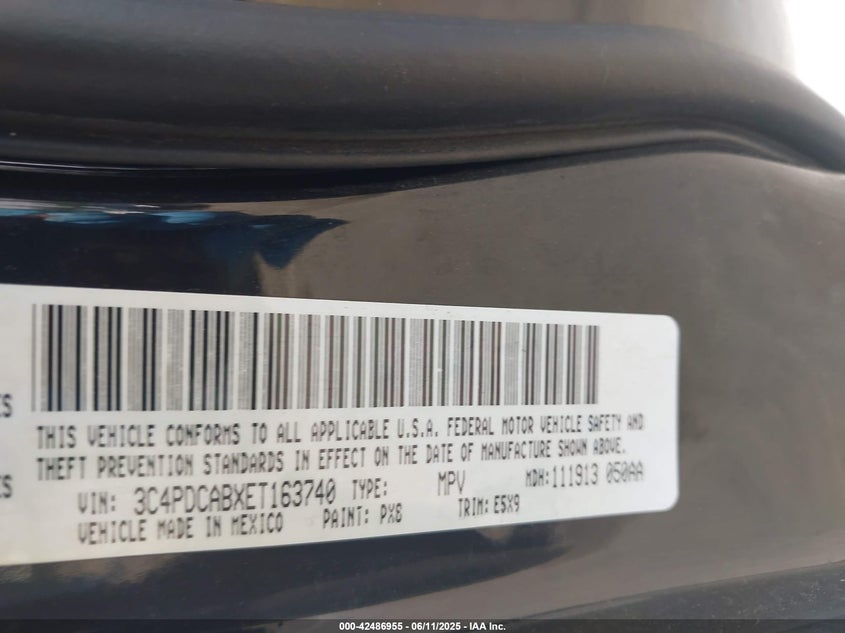 ES
THIS VEHICLE CONFORMS TO ALL APPLICABLE U.S.A. FEDERAL MOTOR VEHICLE SAFETY AND
THEFT PREVENTION STANDARDS IN EFFECT ON THE DATE OF MANUFACTURE SHOWN ABOVE.
ES
VIN: 3C4PDCABXET163740 TYPE: MPV MDH:111913 050AA
VEHICLE MADE IN MEXICO PAINT: PX8 TRIM: E5X9
000-42486955 - 06/11/2025 - IAA Inc.